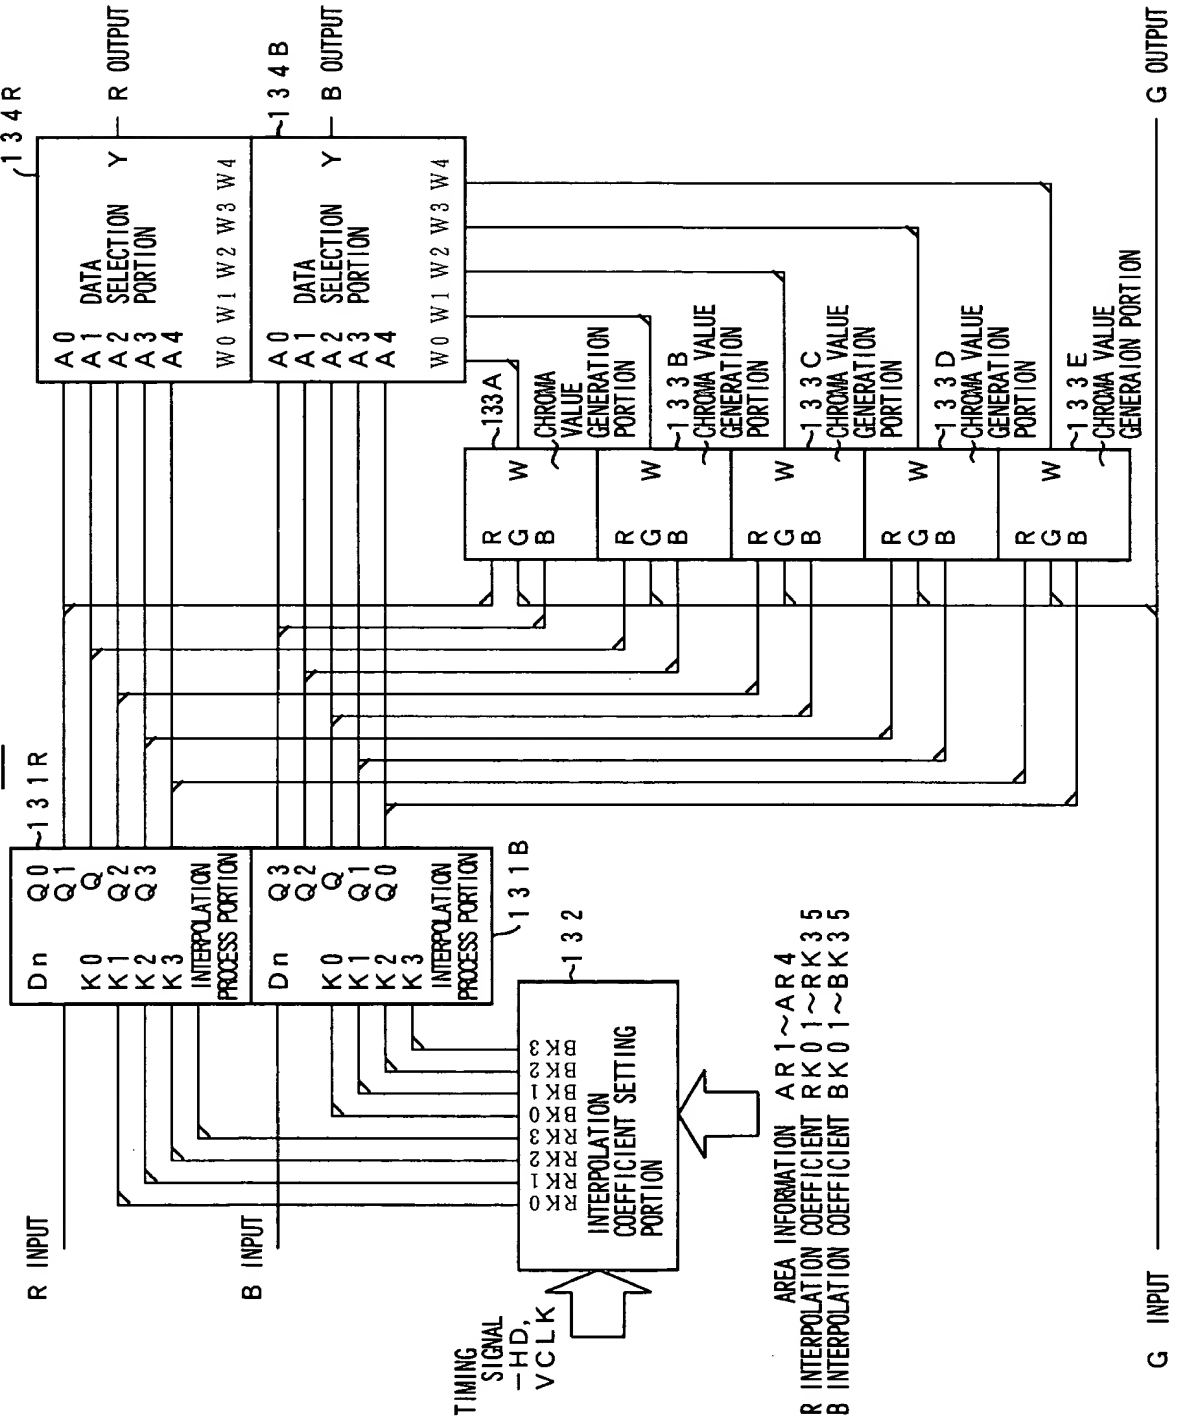 R INPUT
B INPUT
G INPUT
TIMING
SIGNAL
−HD,
VCLK
131R
Dn
K0
K1
K2
K3
Q0
Q1
Q
Q2
Q3
INTERPOLATION
PROCESS PORTION
131B
Dn
K0
K1
K2
K3
Q3
Q2
Q
Q1
Q0
INTERPOLATION
PROCESS PORTION
132
RK0 RK1 RK2 RK3 BK0 BK1 BK2 BK3
INTERPOLATION
COEFFICIENT SETTING
PORTION
AREA INFORMATION AR1~AR4
R INTERPOLATION COEFFICIENT RK01~RK35
B INTERPOLATION COEFFICIENT BK01~BK35
134R
A0
A1
A2
A3
A4
DATA
SELECTION
PORTION
Y
W0 W1 W2 W3 W4
R OUTPUT
134B
A0
A1
A2
A3
A4
DATA
SELECTION
PORTION
Y
W0 W1 W2 W3 W4
B OUTPUT
133A
R
G
B
W
CHROMA
VALUE
GENERATION
PORTION
133B
R
G
B
W
CHROMA VALUE
GENERATION
PORTION
133C
R
G
B
W
CHROMA VALUE
GENERATION
PORTION
133D
R
G
B
W
CHROMA VALUE
GENERATION
PORTION
133E
R
G
B
W
CHROMA VALUE
GENERAION PORTION
G OUTPUT